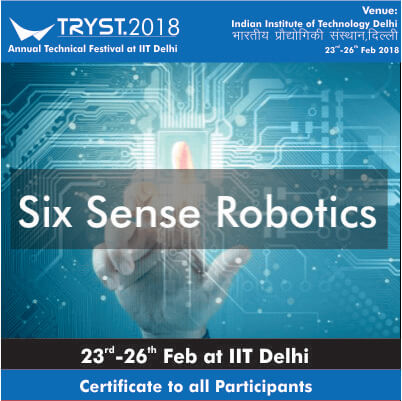 TRYST.2018
Annual Technical Festival at IIT Delhi
Venue:
Indian Institute of Technology Delhi
भारतीय प्रौद्योगिकी संस्थान,दिल्ली
23rd-26th Feb 2018
Six Sense Robotics
23rd-26th Feb at IIT Delhi
Certificate to all Participants